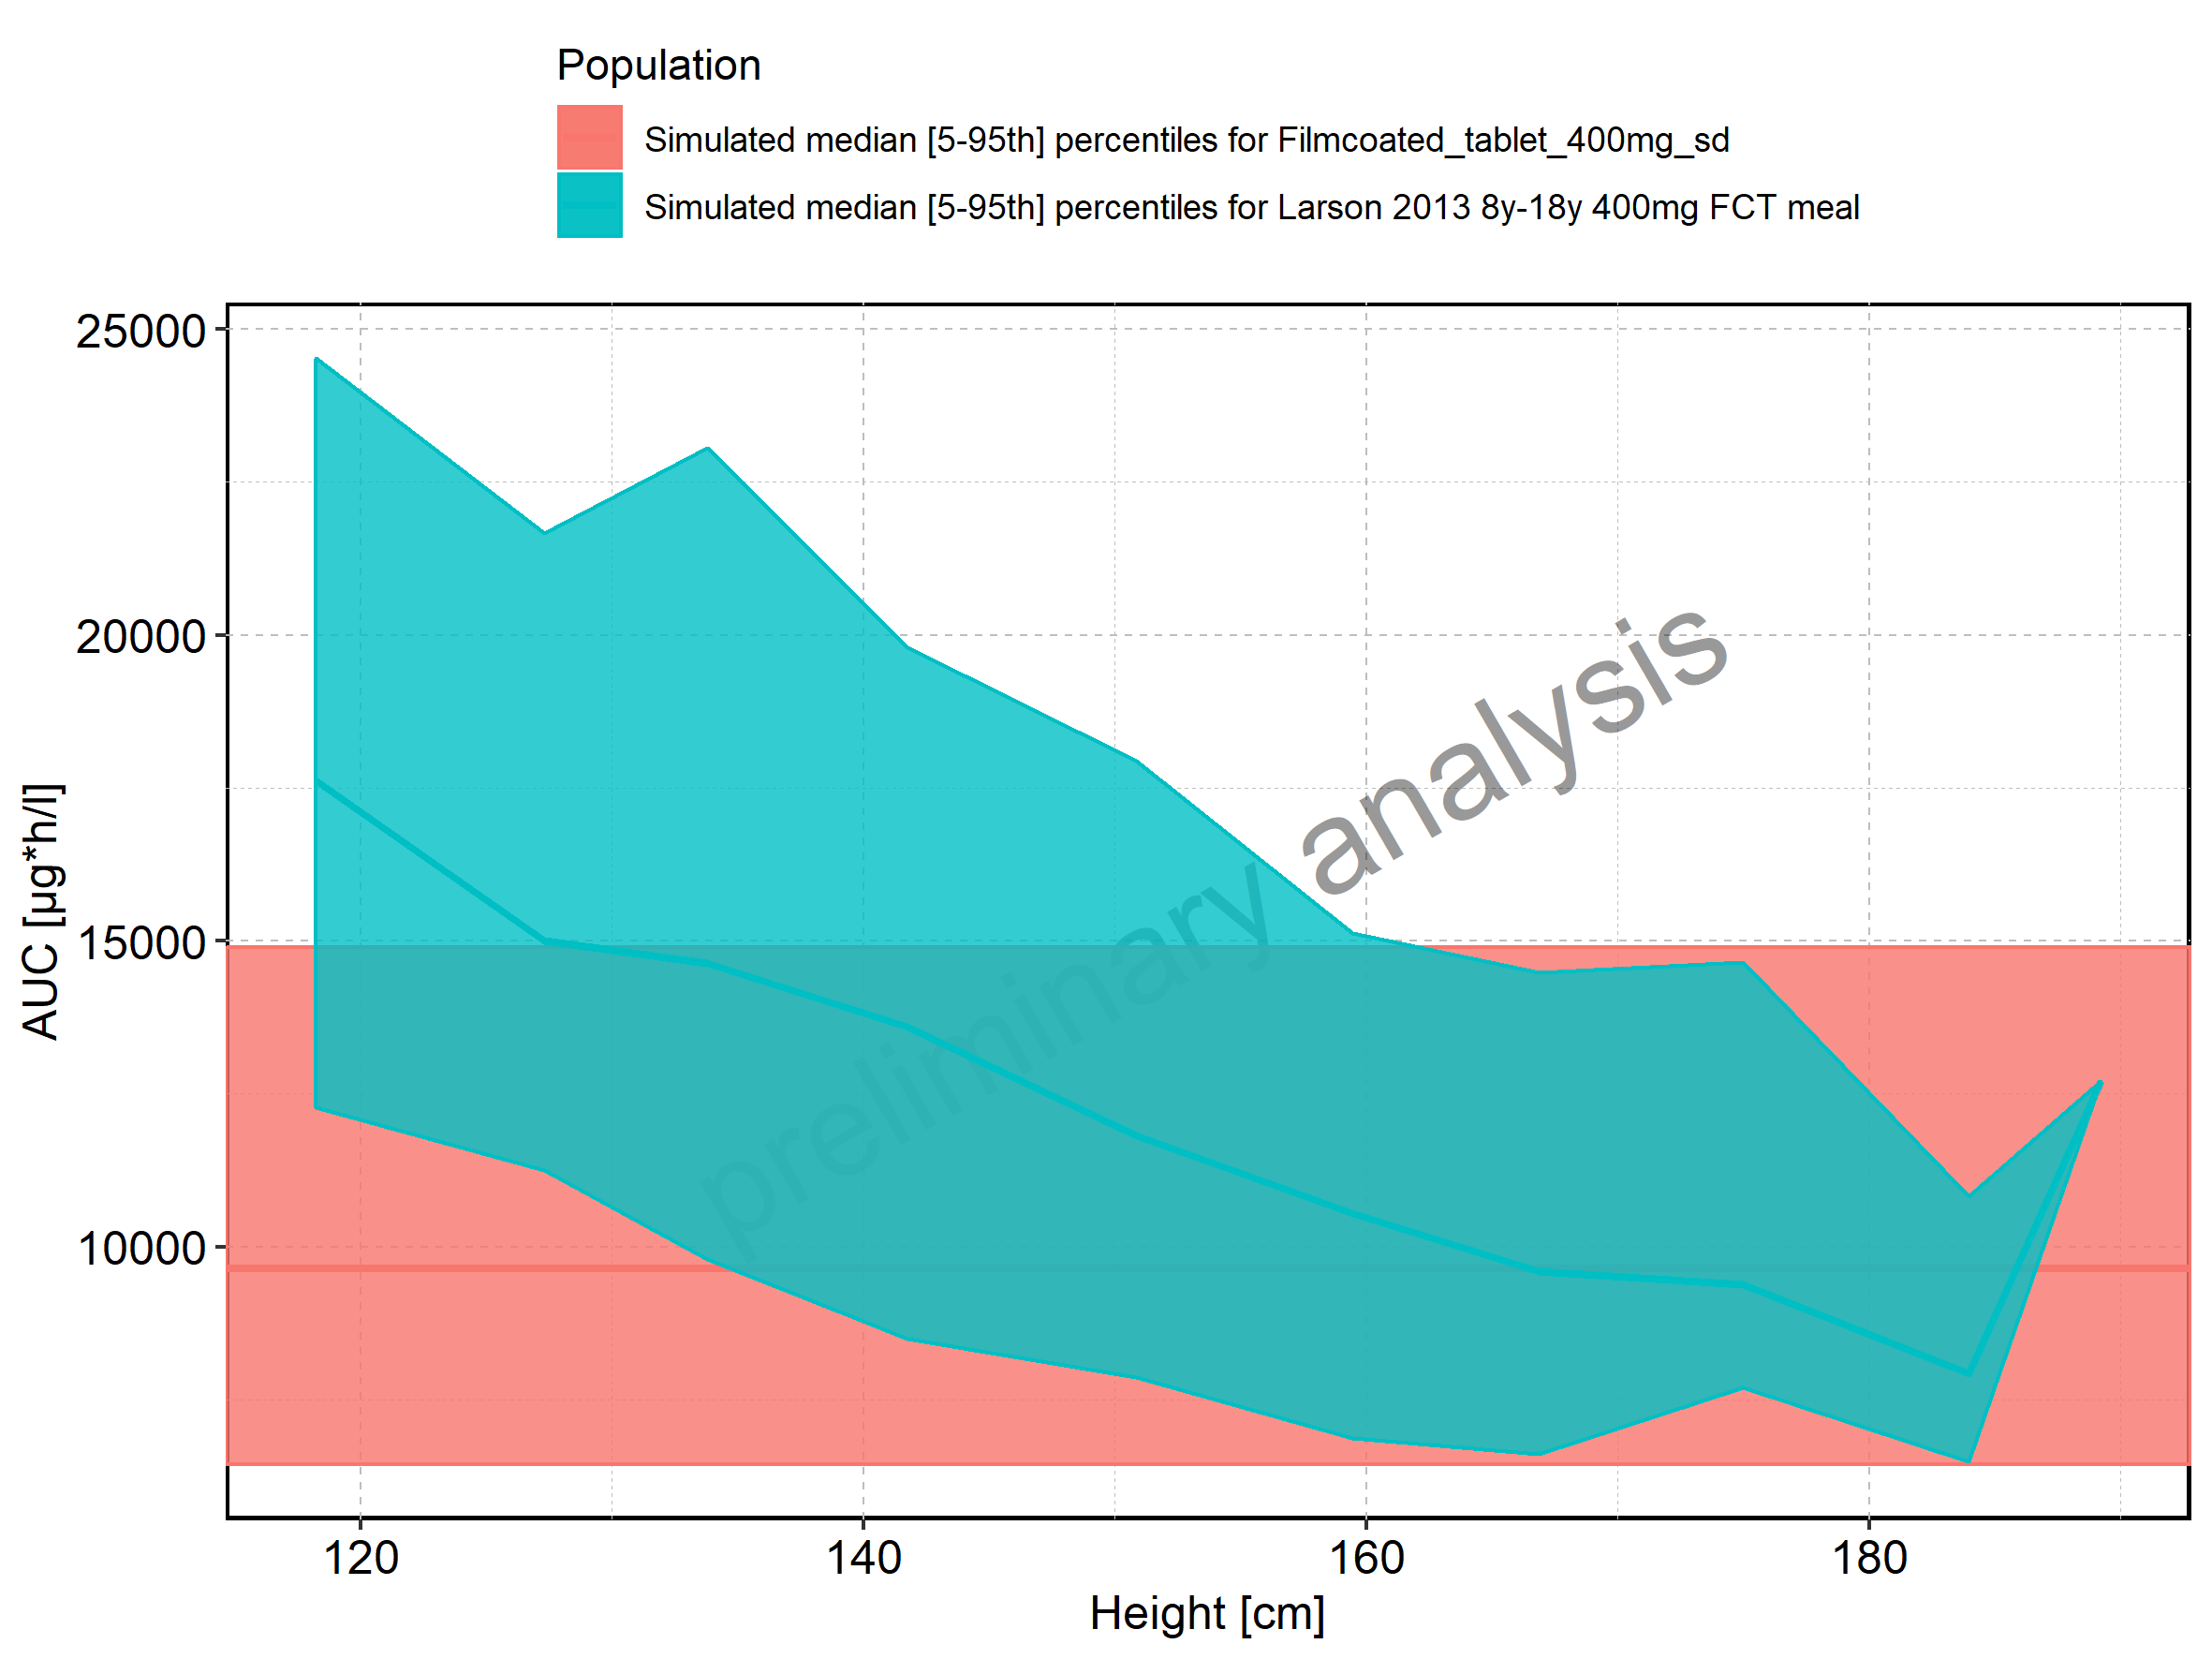 Population
Simulated median [5-95th] percentiles for Filmcoated_tablet_400mg_sd
Simulated median [5-95th] percentiles for Larson 2013 8y-18y 400mg FCT meal
25000
20000
15000
10000
AUC [µg*h/l]
preliminary analysis
120 140 160 180
Height [cm]